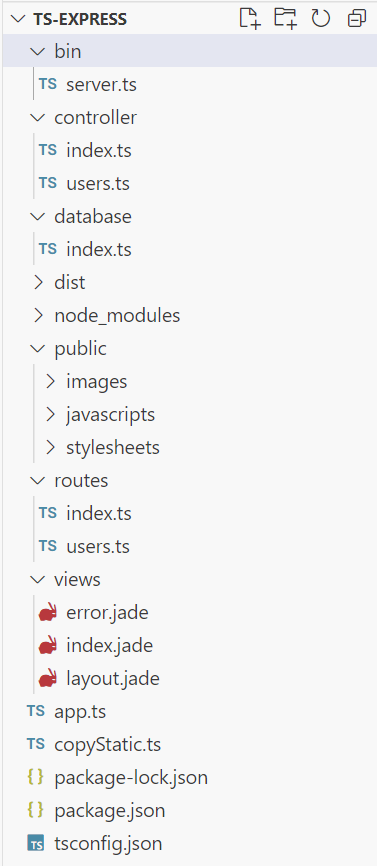 TS-EXPRESS
bin
TS server.ts
controller
TS index.ts
TS users.ts
database
TS index.ts
dist
node_modules
public
images
javascripts
stylesheets
routes
TS index.ts
TS users.ts
views
error.jade
index.jade
layout.jade
TS app.ts
TS copyStatic.ts
{} package-lock.json
{} package.json
TS tsconfig.json